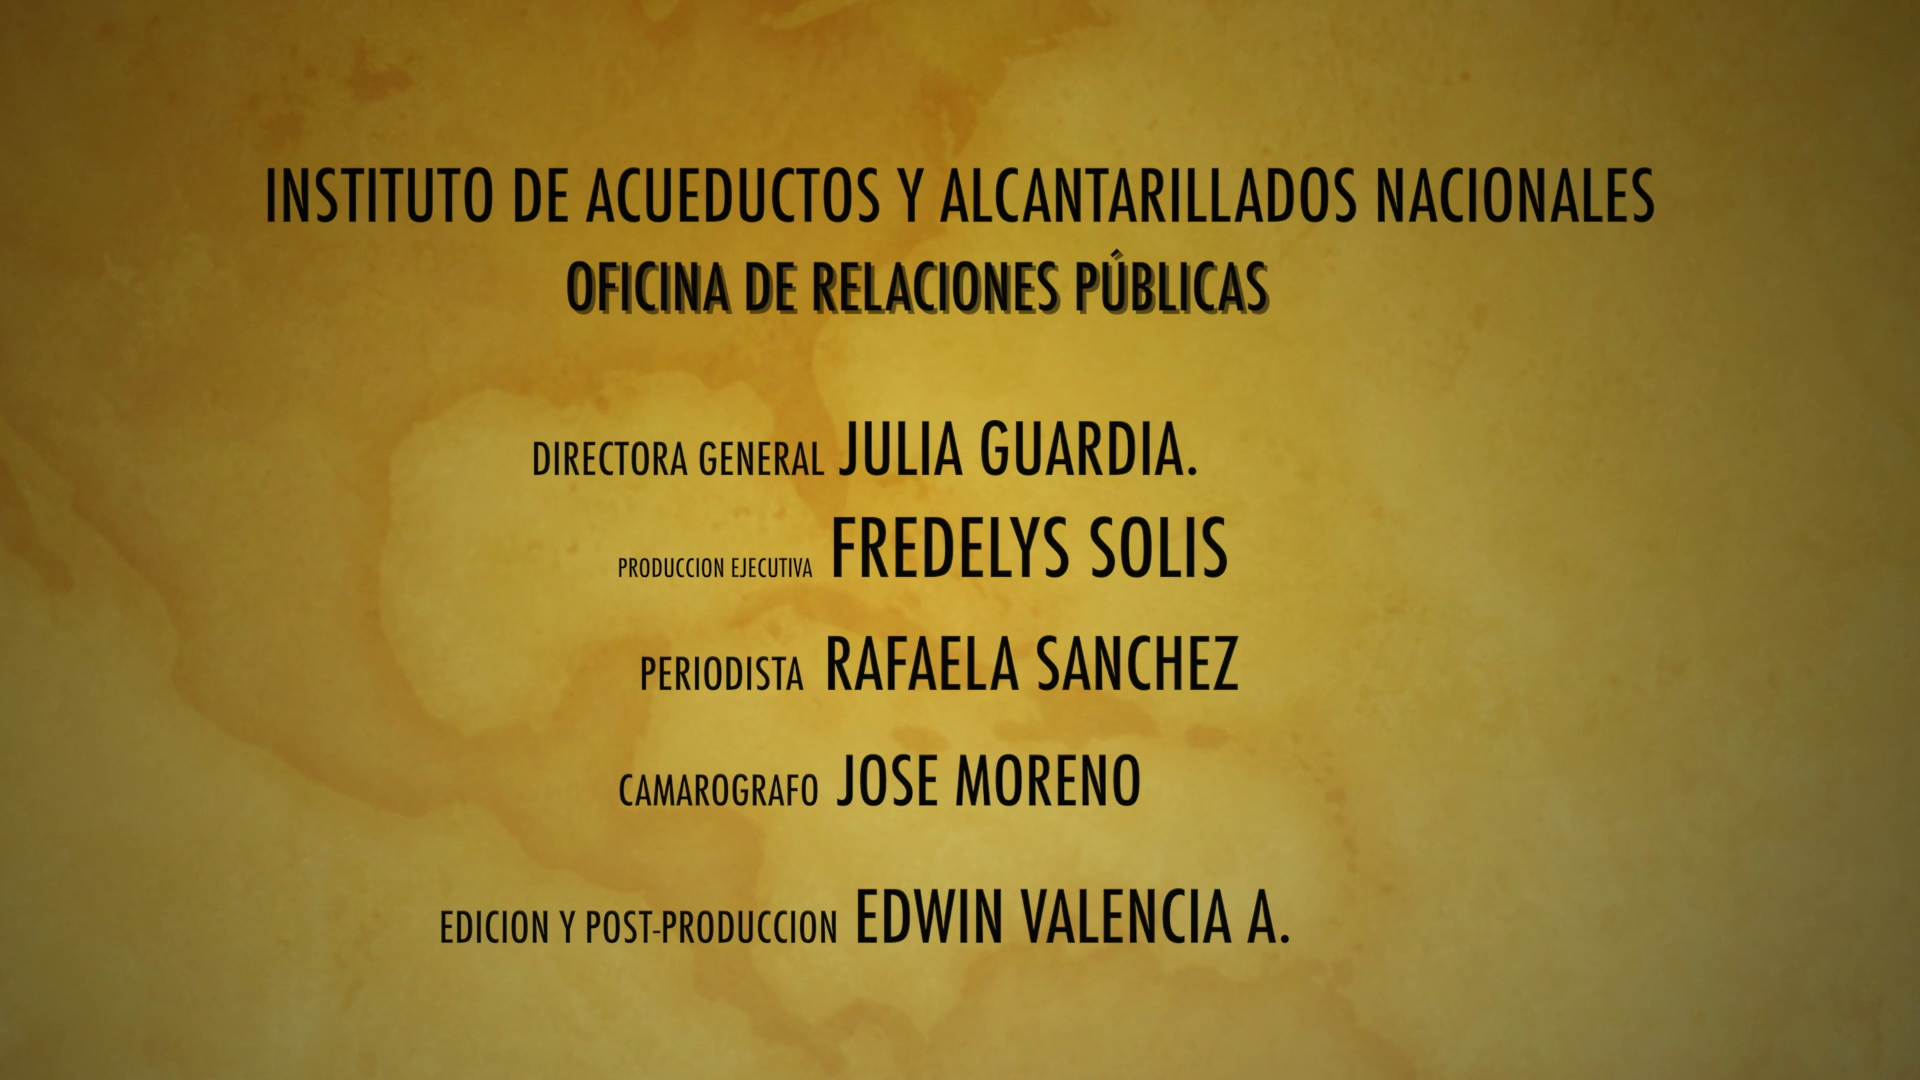 INSTITUTO DE ACUEDUCTOS Y ALCANTARILLADOS NACIONALES
OFICINA DE RELACIONES PÚBLICAS
DIRECTORA GENERAL JULIA GUARDIA.
PRODUCCION EJECUTIVA FREDELYS SOLIS
PERIODISTA RAFAELA SANCHEZ
CAMAROGRAFO JOSE MORENO
EDICION Y POST-PRODUCCION EDWIN VALENCIA A.